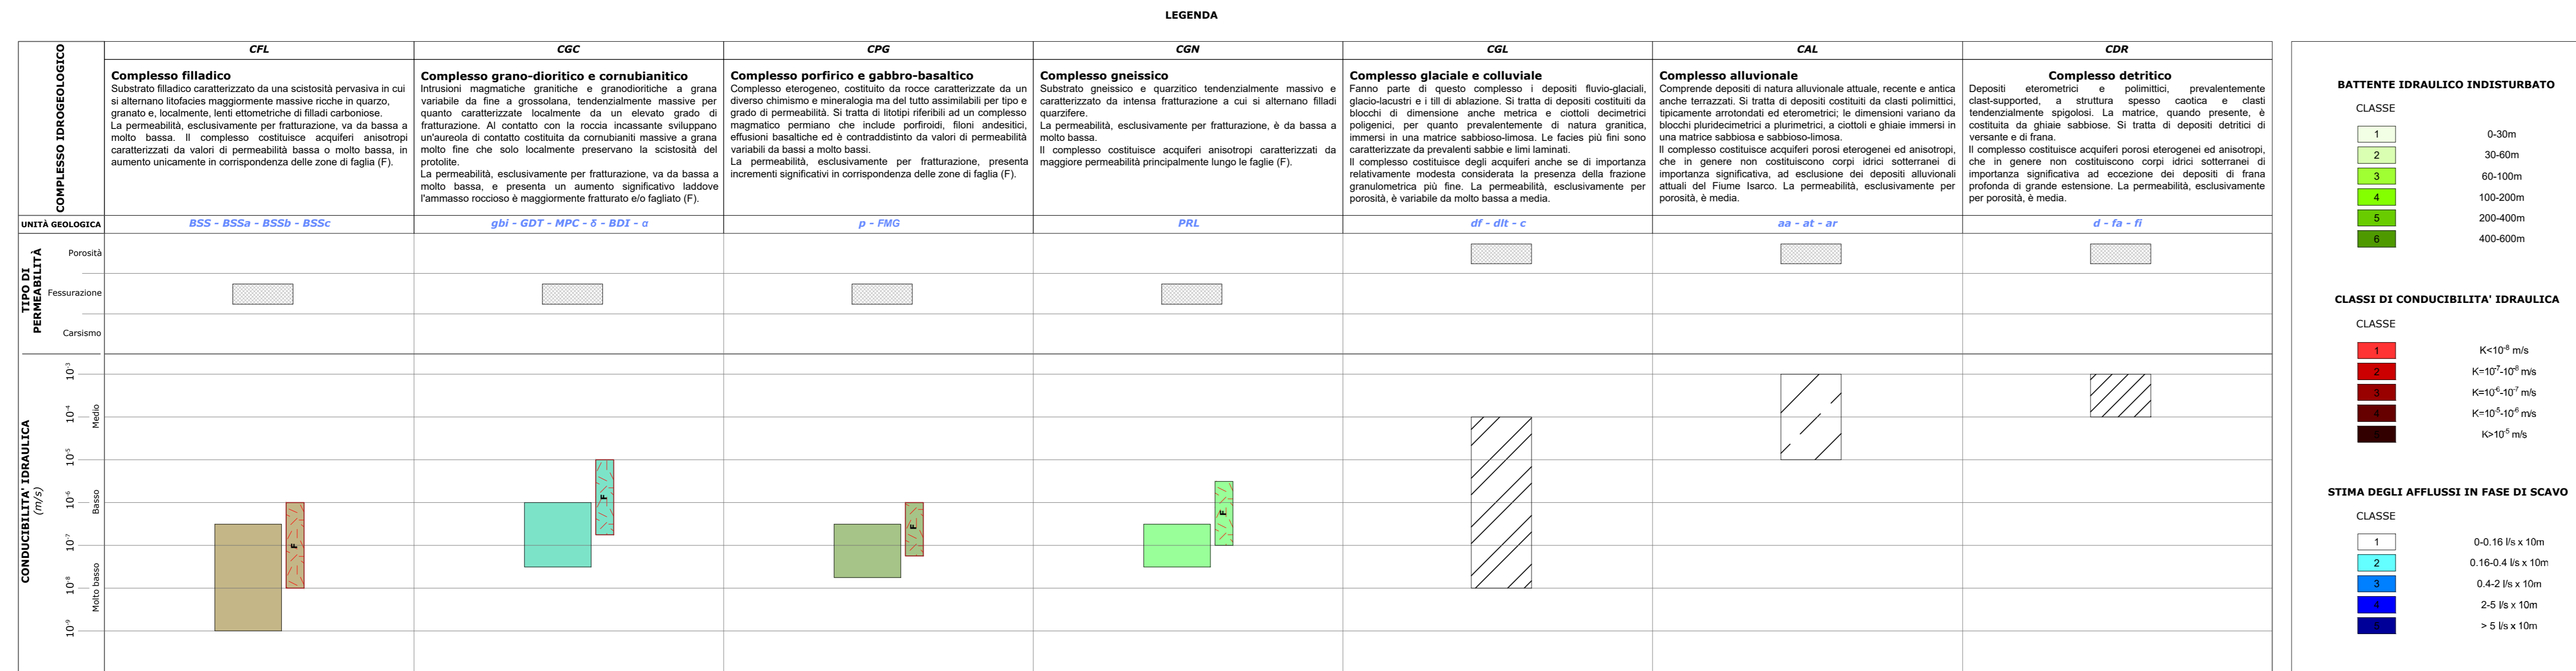 LEGENDA
COMPLESSO IDROGEOLOGICO
CFL
Complesso filladico
Substrato filladico caratterizzato da una scistosità pervasiva in cui
si alternano litofacies maggiormente massive ricche in quarzo,
granato e, localmente, lenti ettometriche di filladi carboniose.
La permeabilità, esclusivamente per fratturazione, va da bassa a
molto bassa. Il complesso costituisce acquiferi anisotropi
caratterizzati da valori di permeabilità bassa o molto bassa, in
aumento unicamente in corrispondenza delle zone di faglia (F).
CGC
Complesso grano-dioritico e cornubianitico
Intrusioni magmatiche granitiche e granodioritiche a grana
variabile da fine a grossolana, tendenzialmente massive per
quanto caratterizzate localmente da un elevato grado di
fratturazione. Al contatto con la roccia incassante sviluppano
un'aureola di contatto costituita da cornubianiti massive a grana
molto fine che solo localmente preservano la scistosità del
protolite.
La permeabilità, esclusivamente per fratturazione, va da bassa a
molto bassa, e presenta un aumento significativo laddove
l'ammasso roccioso è maggiormente fratturato e/o fagliato (F).
CPG
Complesso porfirico e gabbro-basaltico
Complesso eterogeneo, costituito da rocce caratterizzate da un
diverso chimismo e mineralogia ma del tutto assimilabili per tipo e
grado di permeabilità. Si tratta di litotipi riferibili ad un complesso
magmatico permiano che include porfiroidi, filoni andesitici,
effusioni basaltiche ed è contraddistinto da valori di permeabilità
variabili da bassi a molto bassi.
La permeabilità, esclusivamente per fratturazione, presenta
incrementi significativi in corrispondenza delle zone di faglia (F).
CGN
Complesso gneissico
Substrato gneissico e quarzitico tendenzialmente massivo e
caratterizzato da intensa fratturazione a cui si alternano filladi
quarzifere.
La permeabilità, esclusivamente per fratturazione, è da bassa a
molto bassa.
Il complesso costituisce acquiferi anisotropi caratterizzati da
maggiore permeabilità principalmente lungo le faglie (F).
CGL
Complesso glaciale e colluviale
Fanno parte di questo complesso i depositi fluvio-glaciali,
glacio-lacustri e i till di ablazione. Si tratta di depositi costituiti da
blocchi di dimensione anche metrica e ciottoli decimetrici
poligenici, per quanto prevalentemente di natura granitica,
immersi in una matrice sabbioso-limosa. Le facies più fini sono
caratterizzate da prevalenti sabbie e limi laminati.
Il complesso costituisce degli acquiferi anche se di importanza
relativamente modesta considerata la presenza della frazione
granulometrica più fine. La permeabilità, esclusivamente per
porosità, è variabile da molto bassa a media.
CAL
Complesso alluvionale
Comprende depositi di natura alluvionale attuale, recente e antica
anche terrazzati. Si tratta di depositi costituiti da clasti polimittici,
tipicamente arrotondati ed eterometrici; le dimensioni variano da
blocchi pluridecimetrici a plurimetrici, a ciottoli e ghiaie immersi in
una matrice sabbiosa e sabbioso-limosa.
Il complesso costituisce acquiferi porosi eterogenei ed anisotropi,
che in genere non costituiscono corpi idrici sotterranei di
importanza significativa, ad esclusione dei depositi alluvionali
attuali del Fiume Isarco. La permeabilità, esclusivamente per
porosità, è media.
CDR
Complesso detritico
Depositi eterometrici e polimittici, prevalentemente
clast-supported, a struttura spesso caotica e clasti
tendenzialmente spigolosi. La matrice, quando presente, è
costituita da ghiaie sabbiose. Si tratta di depositi detritici di
versante e di frana.
Il complesso costituisce acquiferi porosi eterogenei ed anisotropi,
che in genere non costituiscono corpi idrici sotterranei di
importanza significativa ad eccezione dei depositi di frana
profonda di grande estensione. La permeabilità, esclusivamente
per porosità, è media.
UNITÀ GEOLOGICA
BSS - BSSa - BSSb - BSSc
gbi - GDT - MPC - δ - BDI - α
p - FMG
PRL
df - dlt - c
aa - at - ar
d - fa - fi
TIPO DI
PERMEABILITÀ
Porosità
Fessurazione
Carsismo
CONDUCIBILITA' IDRAULICA
(m/s)
10⁻³
10⁻⁴
10⁻⁵
10⁻⁶
10⁻⁷
10⁻⁸
10⁻⁹
Medio
Basso
Molto basso
F
F
F
F
BATTENTE IDRAULICO INDISTURBATO
CLASSE
1 0-30m
2 30-60m
3 60-100m
4 100-200m
5 200-400m
6 400-600m
CLASSI DI CONDUCIBILITA' IDRAULICA
CLASSE
1 K<10⁻⁸ m/s
2 K=10⁻⁷-10⁻⁸ m/s
3 K=10⁻⁶-10⁻⁷ m/s
4 K=10⁻⁵-10⁻⁶ m/s
K>10⁻⁵ m/s
STIMA DEGLI AFFLUSSI IN FASE DI SCAVO
CLASSE
1 0-0.16 l/s x 10m
2 0.16-0.4 l/s x 10m
3 0.4-2 l/s x 10m
4 2-5 l/s x 10m
5 > 5 l/s x 10m